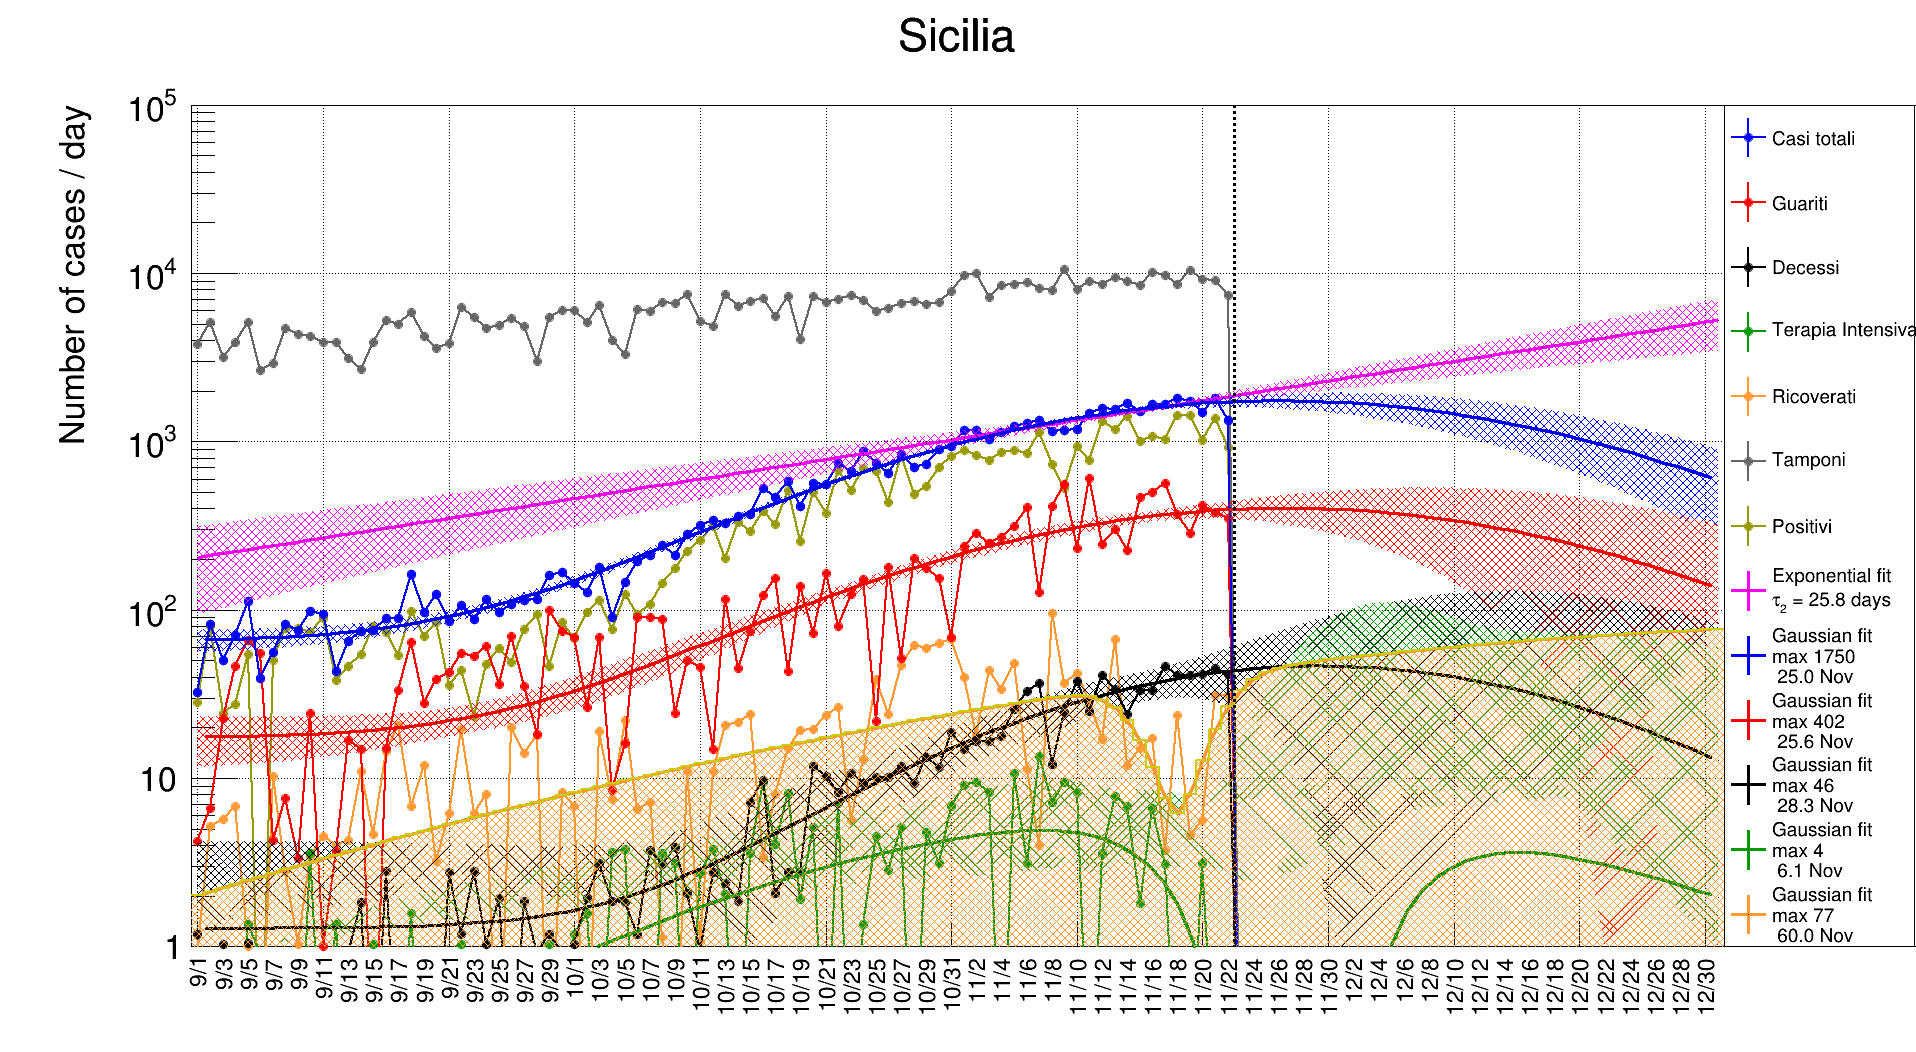 Sicilia
Number of cases / day
10^5
10^4
10^3
10^2
10
1
9/1
9/3
9/5
9/7
9/9
9/11
9/13
9/15
9/17
9/19
9/21
9/23
9/25
9/27
9/29
10/1
10/3
10/5
10/7
10/9
10/11
10/13
10/15
10/17
10/19
10/21
10/23
10/25
10/27
10/29
10/31
11/2
11/4
11/6
11/8
11/10
11/12
11/14
11/16
11/18
11/20
11/22
11/24
11/26
11/28
11/30
12/2
12/4
12/6
12/8
12/10
12/12
12/14
12/16
12/18
12/20
12/22
12/24
12/26
12/28
12/30
Casi totali
Guariti
Decessi
Terapia Intensiva
Ricoverati
Tamponi
Positivi
Exponential fit
τ2 = 25.8 days
Gaussian fit
max 1750
25.0 Nov
Gaussian fit
max 402
25.6 Nov
Gaussian fit
max 46
28.3 Nov
Gaussian fit
max 4
6.1 Nov
Gaussian fit
max 77
60.0 Nov